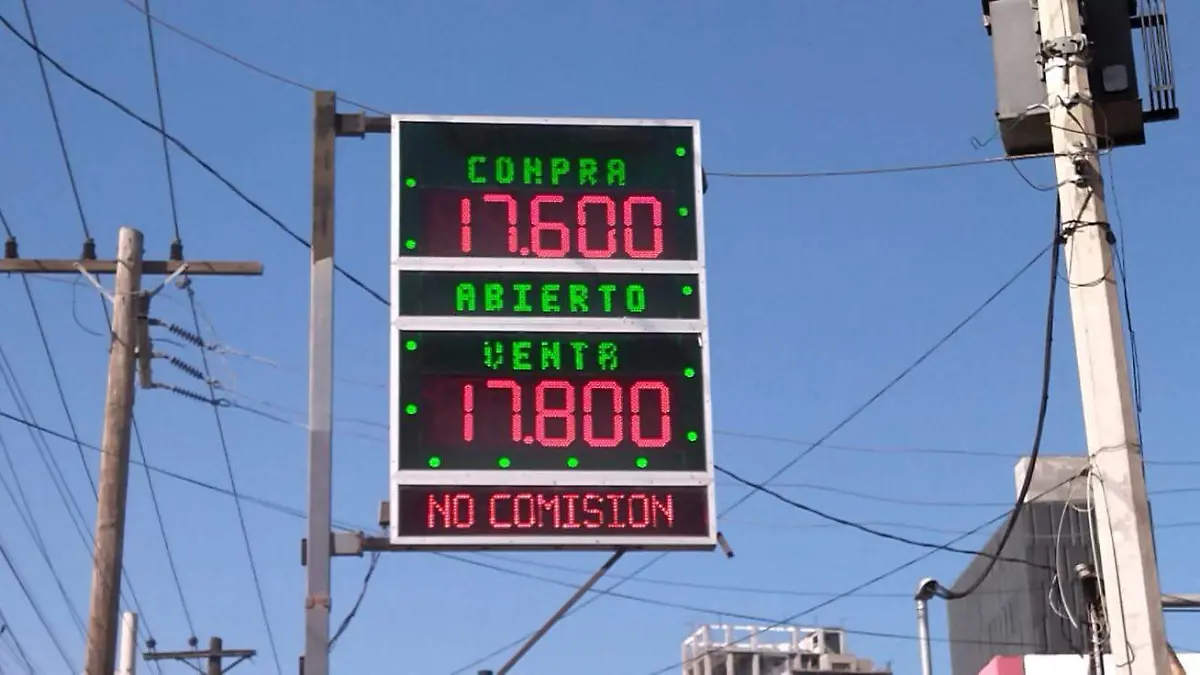 COMPRA
17.600
ABIERTO
VENTA
17.800
NO COMISION